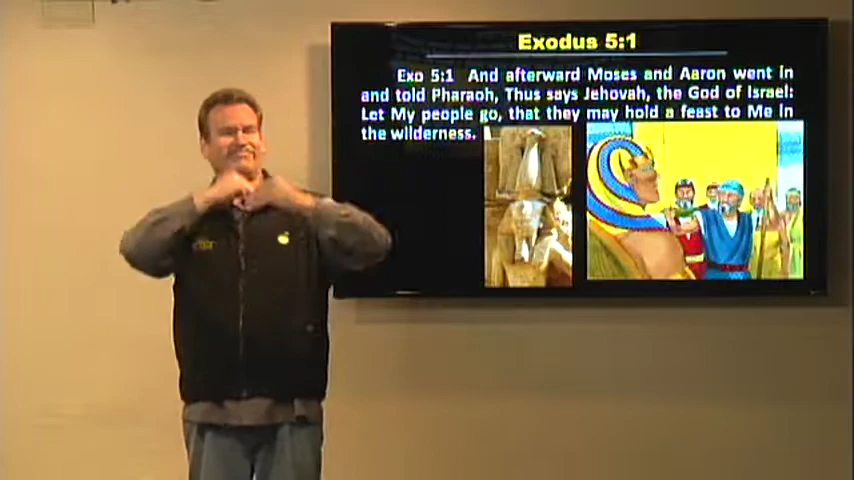 Exodus 5:1
Exo 5:1 And afterward Moses and Aaron went in
and told Pharaoh, Thus says Jehovah, the God of Israel:
Let My people go, that they may hold a feast to Me in
the wilderness.